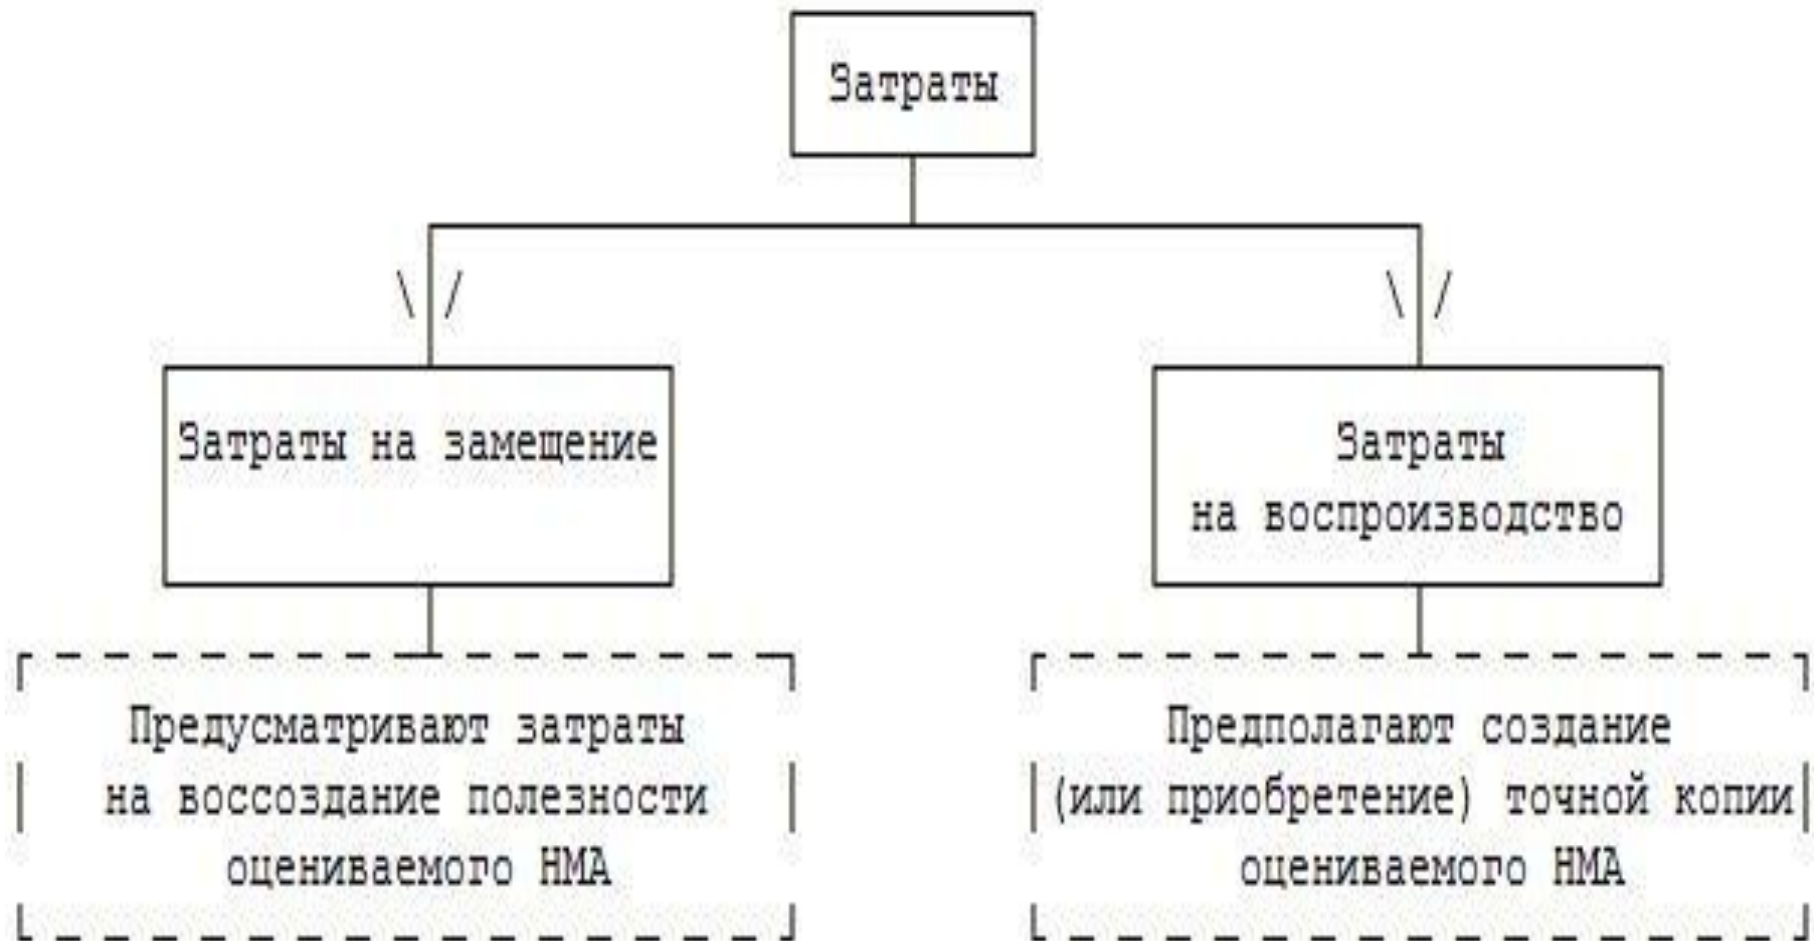 Затраты
Затраты на замещение
Затраты
на воспроизводство
Предусматривают затраты
на воссоздание полезности
оцениваемого НМА
Предполагают создание
(или приобретение) точной копии
оцениваемого НМА